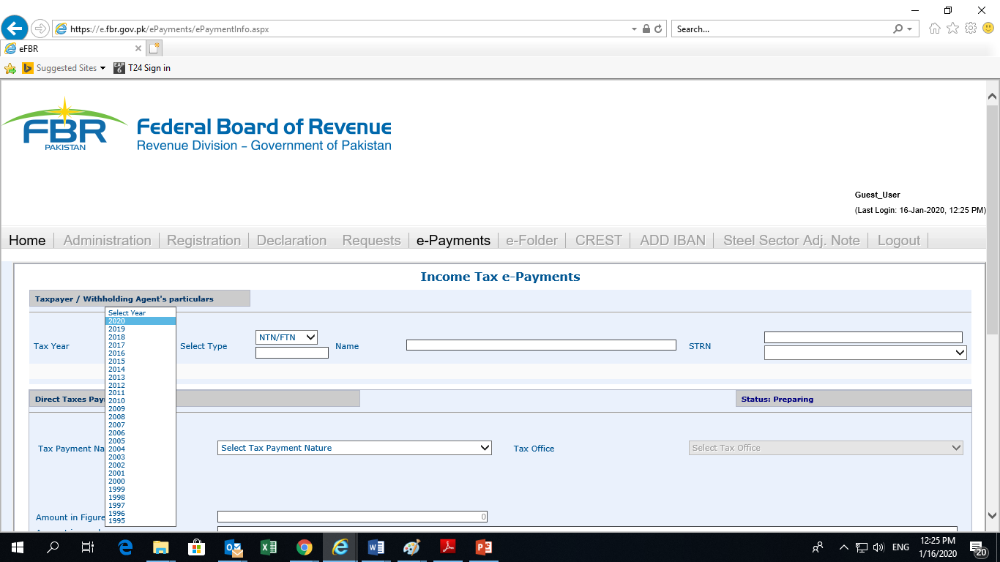 https://e.fbr.gov.pk/ePayments/ePaymentInfo.aspx
Search...
eFBR
Suggested Sites
EAP 6
T24 Sign in
FBR
PAKISTAN
Federal Board of Revenue
Revenue Division – Government of Pakistan
Guest_User
(Last Login: 16-Jan-2020, 12:25 PM)
Home Administration Registration Declaration Requests e-Payments e-Folder CREST ADD IBAN Steel Sector Adj. Note Logout
Income Tax e-Payments
Taxpayer / Withholding Agent's particulars
Tax Year
Select Year
2020
2019
2018
2017
2016
2015
2014
2013
2012
2011
2010
2009
2008
2007
2006
2005
2004
2003
2002
2001
2000
1999
1998
1997
1996
1995
Select Type
NTN/FTN
Name
STRN
Direct Taxes Pay
Status: Preparing
Tax Payment Na
Select Tax Payment Nature
Tax Office
Select Tax Office
Amount in Figure
0
ENG
12:25 PM
1/16/2020
20